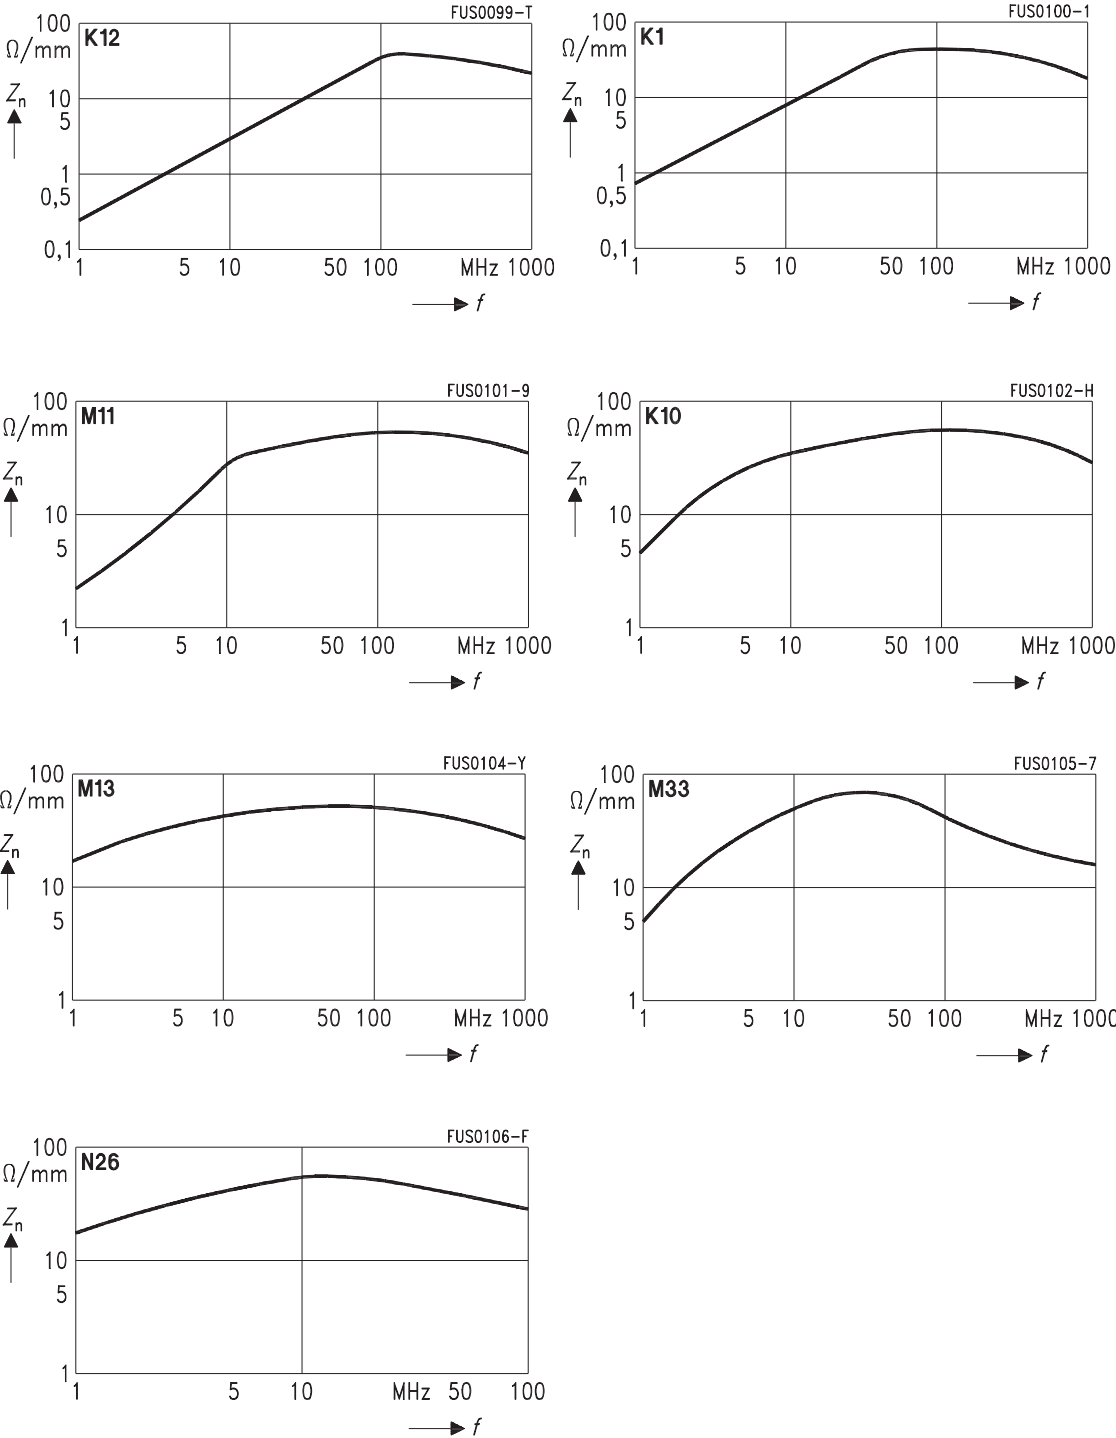 FUS0099-T
100
K12
Ω/mm
Zn
10
5
1
0,5
0,1
1 5 10 50 100 MHz 1000
f
FUS0100-1
100
K1
Ω/mm
Zn
10
5
1
0,5
0,1
1 5 10 50 100 MHz 1000
f
FUS0101-9
100
M11
Ω/mm
Zn
10
5
1
1 5 10 50 100 MHz 1000
f
FUS0102-H
100
K10
Ω/mm
Zn
10
5
1
1 5 10 50 100 MHz 1000
f
FUS0104-Y
100
M13
Ω/mm
Zn
10
5
1
1 5 10 50 100 MHz 1000
f
FUS0105-7
100
M33
Ω/mm
Zn
10
5
1
1 5 10 50 100 MHz 1000
f
FUS0106-F
100
N26
Ω/mm
Zn
10
5
1
1 5 10 MHz 50 100
f